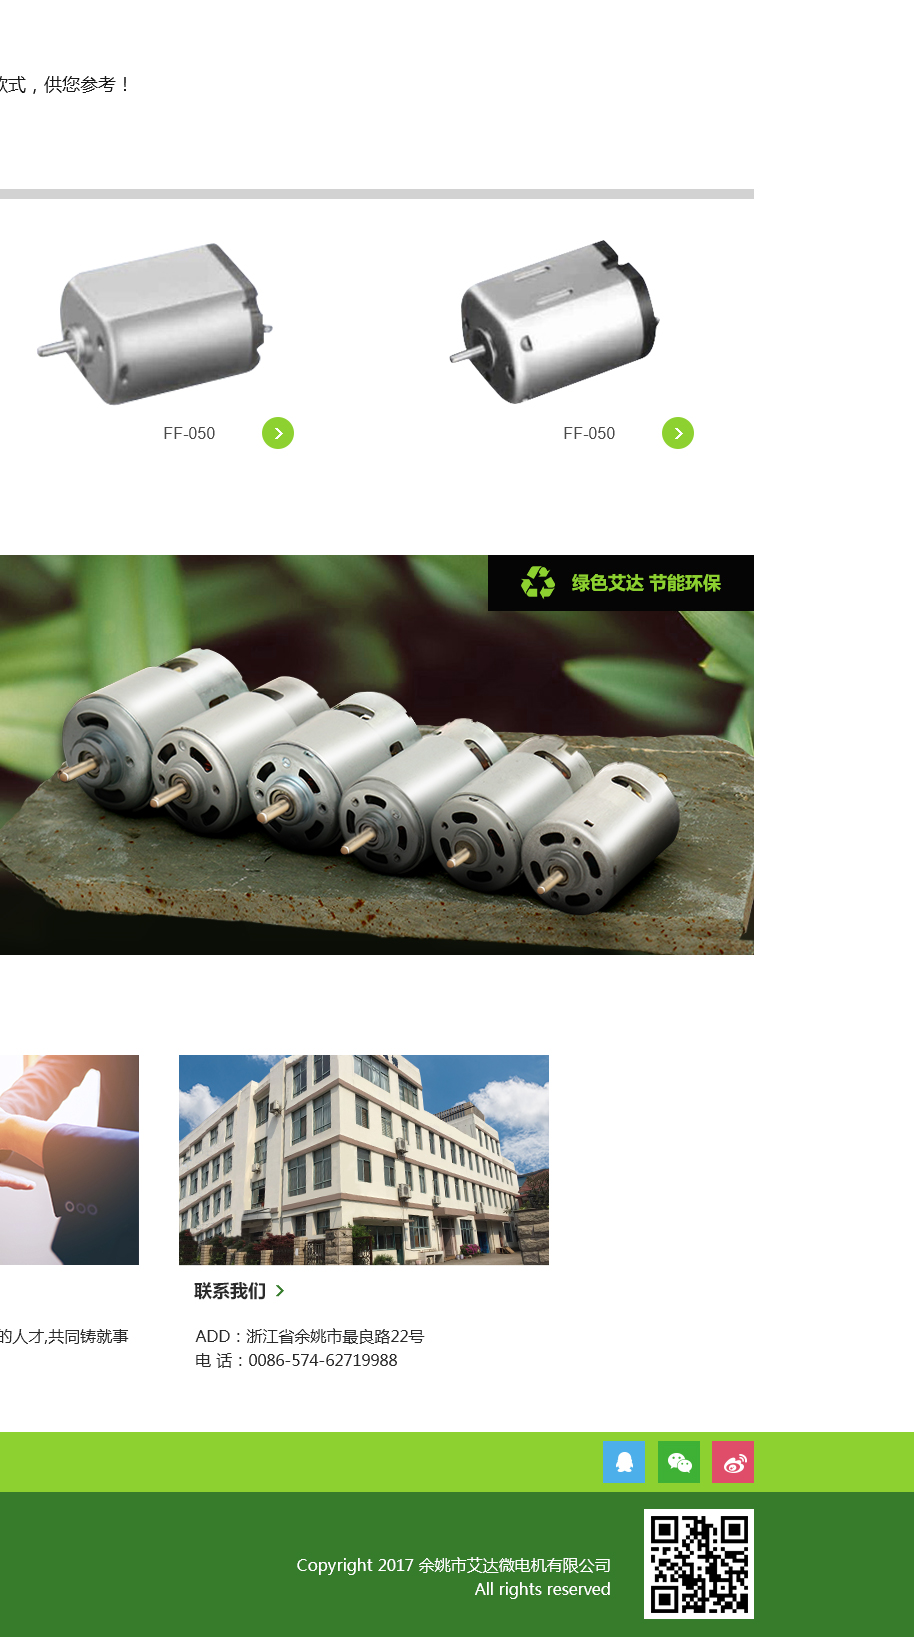 款式，供您参考！
FF-050
FF-050
绿色艾达 节能环保
联系我们
的人才,共同铸就事
ADD：浙江省余姚市最良路22号
电 话：0086-574-62719988
Copyright 2017 余姚市艾达微电机有限公司
All rights reserved